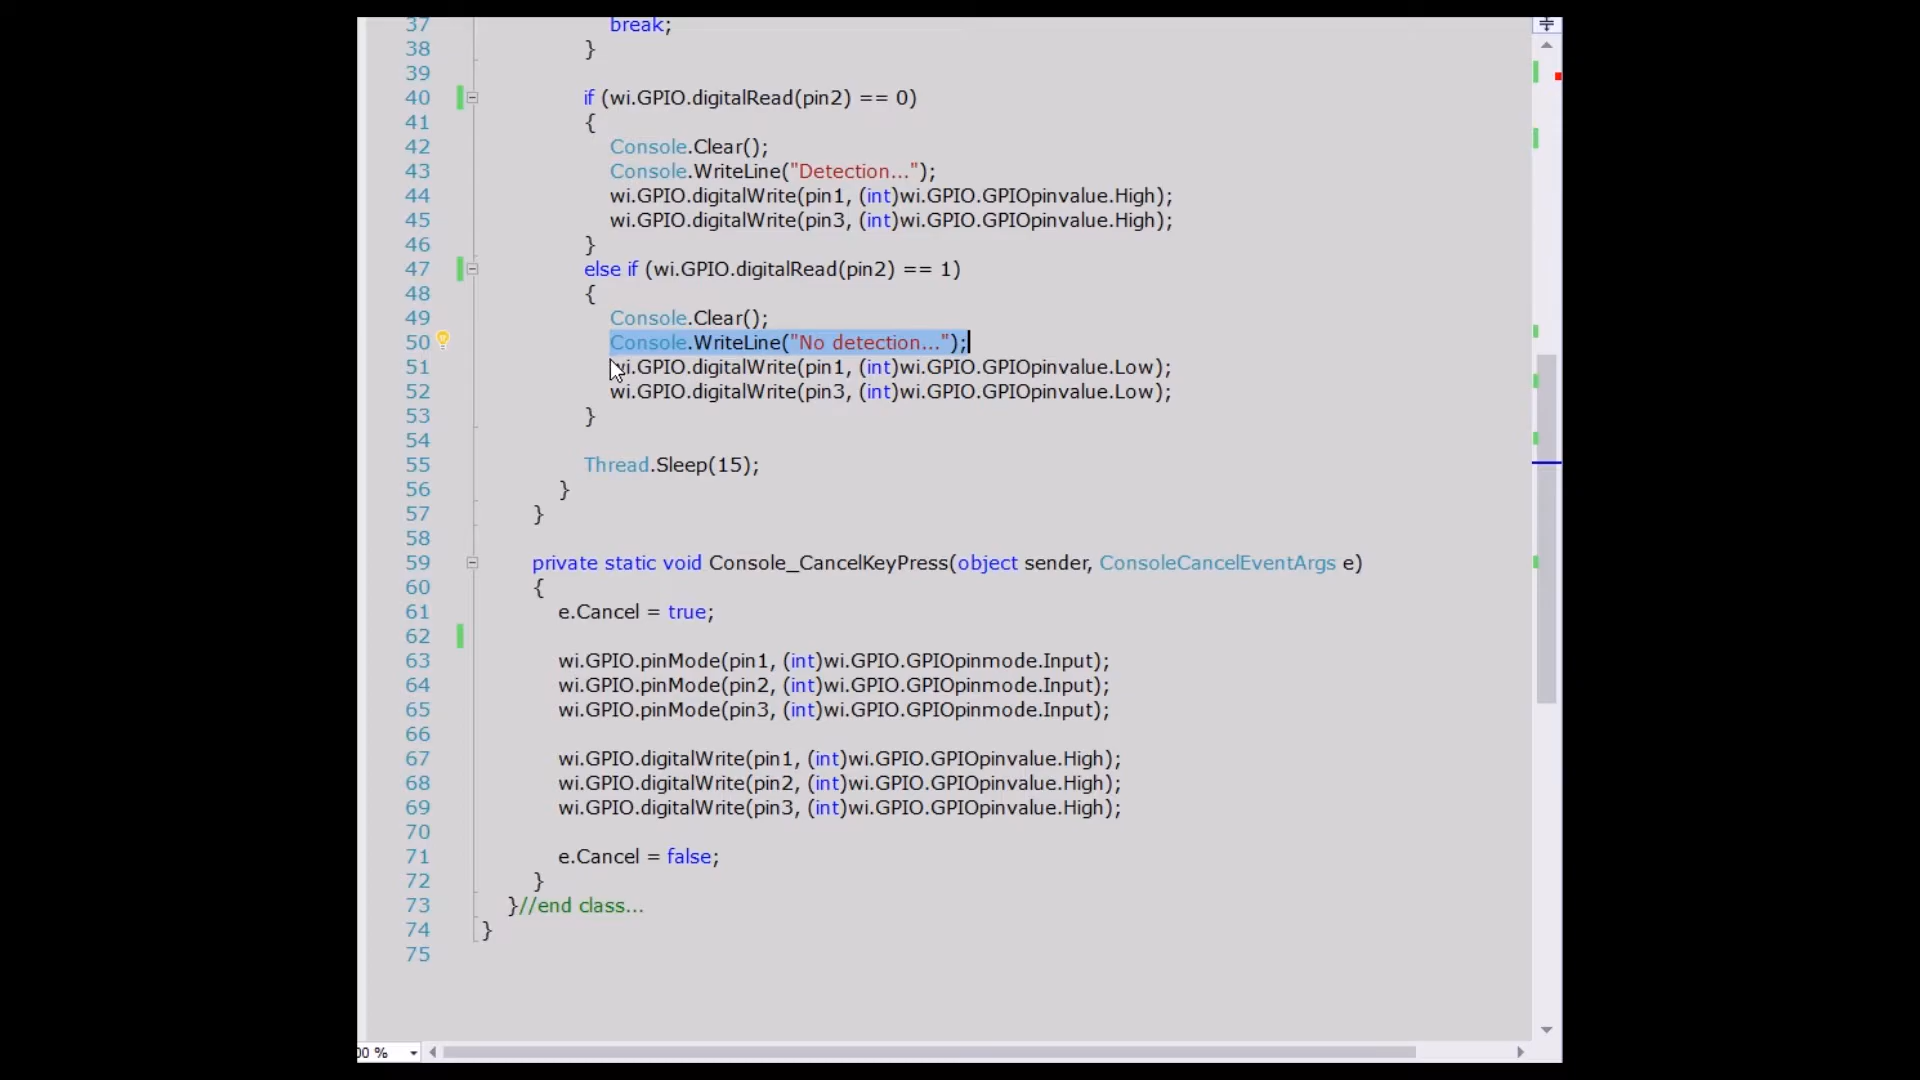 37 break;
38 }
39
40 if (wi.GPIO.digitalRead(pin2) == 0)
41 {
42 Console.Clear();
43 Console.WriteLine("Detection...");
44 wi.GPIO.digitalWrite(pin1, (int)wi.GPIO.GPIOpinvalue.High);
45 wi.GPIO.digitalWrite(pin3, (int)wi.GPIO.GPIOpinvalue.High);
46 }
47 else if (wi.GPIO.digitalRead(pin2) == 1)
48 {
49 Console.Clear();
50 Console.WriteLine("No detection...");
51 wi.GPIO.digitalWrite(pin1, (int)wi.GPIO.GPIOpinvalue.Low);
52 wi.GPIO.digitalWrite(pin3, (int)wi.GPIO.GPIOpinvalue.Low);
53 }
54
55 Thread.Sleep(15);
56 }
57 }
58
59 private static void Console_CancelKeyPress(object sender, ConsoleCancelEventArgs e)
60 {
61 e.Cancel = true;
62
63 wi.GPIO.pinMode(pin1, (int)wi.GPIO.GPIOpinmode.Input);
64 wi.GPIO.pinMode(pin2, (int)wi.GPIO.GPIOpinmode.Input);
65 wi.GPIO.pinMode(pin3, (int)wi.GPIO.GPIOpinmode.Input);
66
67 wi.GPIO.digitalWrite(pin1, (int)wi.GPIO.GPIOpinvalue.High);
68 wi.GPIO.digitalWrite(pin2, (int)wi.GPIO.GPIOpinvalue.High);
69 wi.GPIO.digitalWrite(pin3, (int)wi.GPIO.GPIOpinvalue.High);
70
71 e.Cancel = false;
72 }
73 }//end class...
74 }
75
00 %